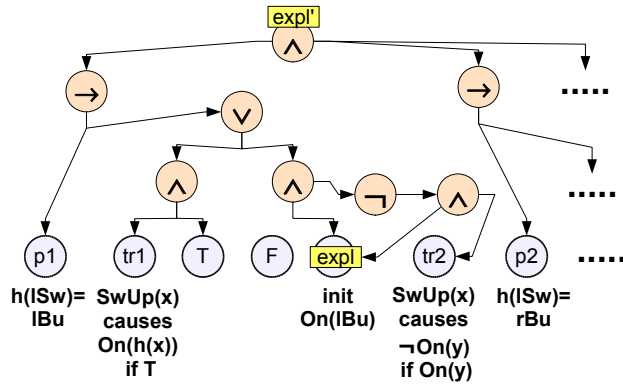 expl'
∧
→
→
.....
∨
∧
∧
¬
∧
.....
p1
tr1
T
F
expl
tr2
p2
.....
h(lSw)=
lBu
SwUp(x)
causes
On(h(x))
if T
init
On(lBu)
SwUp(x)
causes
¬On(y)
if On(y)
h(lSw)=
rBu